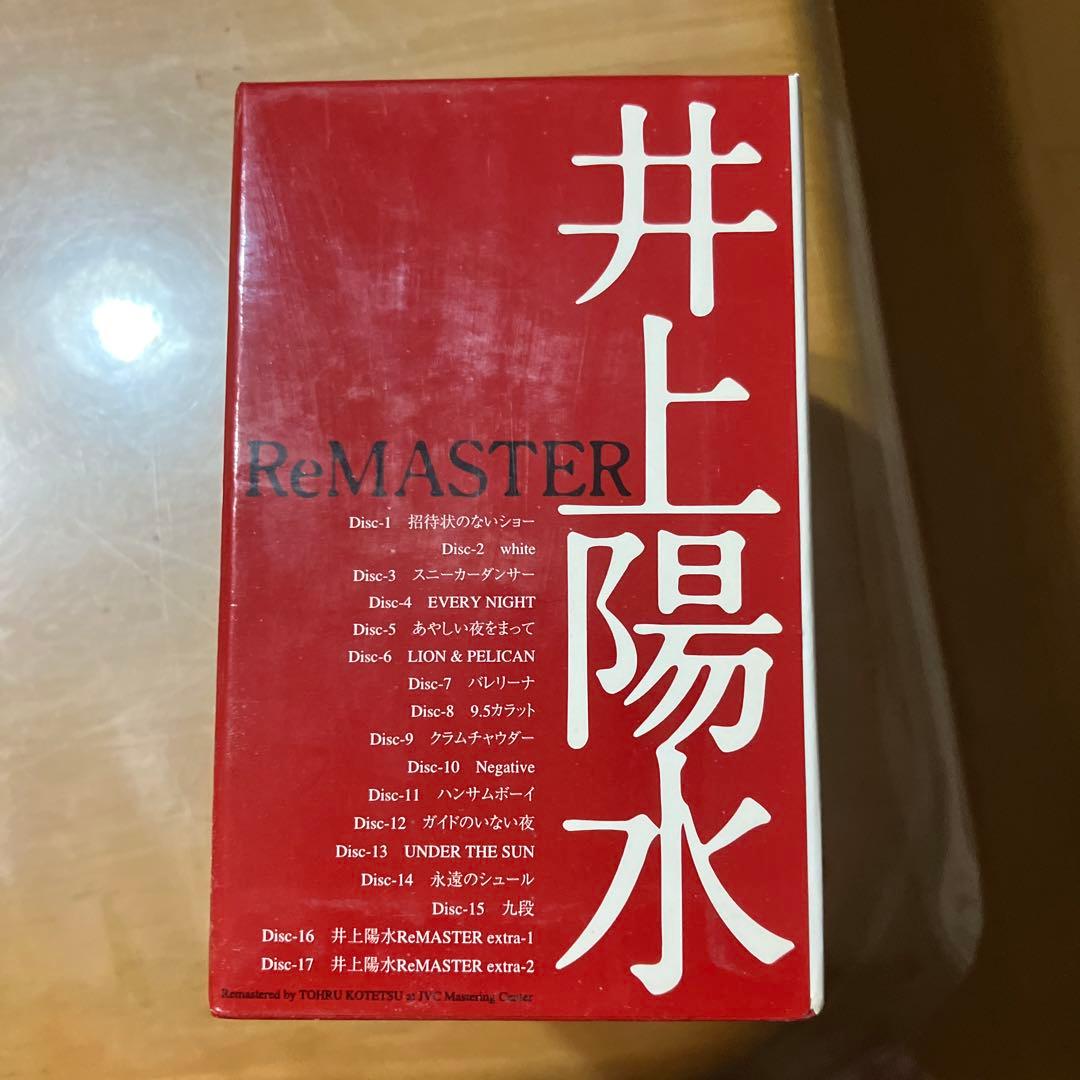 井上陽水
ReMASTER
Disc-1 招待状のないショー
Disc-2 white
Disc-3 スニーカーダンサー
Disc-4 EVERY NIGHT
Disc-5 あやしい夜をまって
Disc-6 LION & PELICAN
Disc-7 バレリーナ
Disc-8 9.5カラット
Disc-9 クラムチャウダー
Disc-10 Negative
Disc-11 ハンサムボーイ
Disc-12 ガイドのいない夜
Disc-13 UNDER THE SUN
Disc-14 永遠のシュール
Disc-15 九段
Disc-16 井上陽水ReMASTER extra-1
Disc-17 井上陽水ReMASTER extra-2
Remastered by TOHRU KOTETSU at JVC Mastering Center